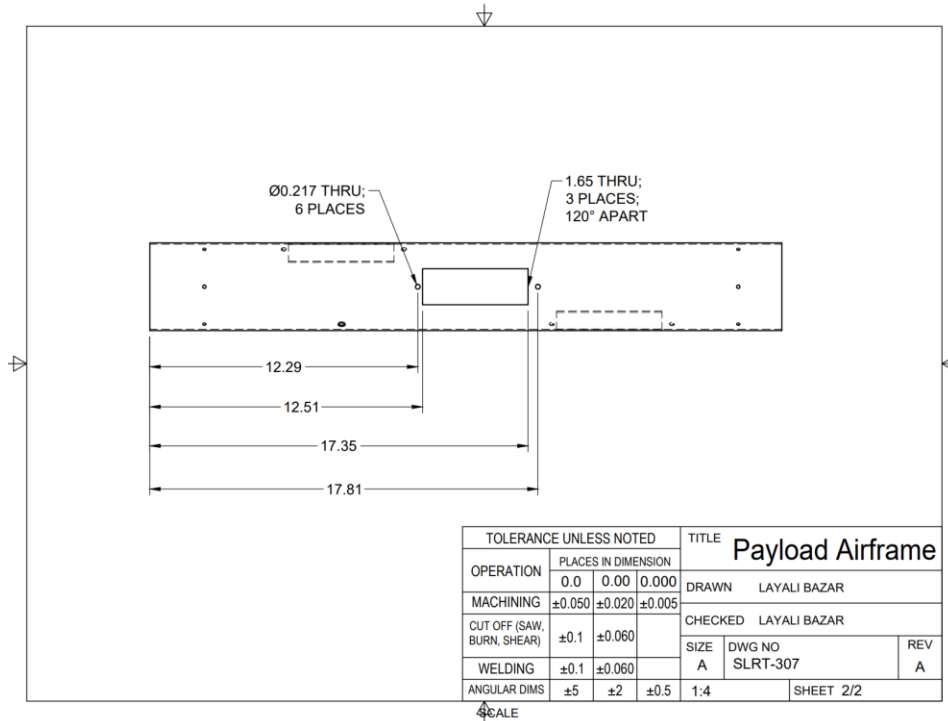 Ø0.217 THRU;
6 PLACES
1.65 THRU;
3 PLACES;
120° APART
12.29
12.51
17.35
17.81
TOLERANCE UNLESS NOTED
OPERATION
PLACES IN DIMENSION
0.0 0.00 0.000
MACHINING ±0.050 ±0.020 ±0.005
CUT OFF (SAW,
BURN, SHEAR)
±0.1 ±0.060
WELDING ±0.1 ±0.060
ANGULAR DIMS ±5 ±2 ±0.5
TITLE Payload Airframe
DRAWN LAYALI BAZAR
CHECKED LAYALI BAZAR
SIZE
A
DWG NO
SLRT-307
REV
A
1:4
SHEET 2/2
SCALE